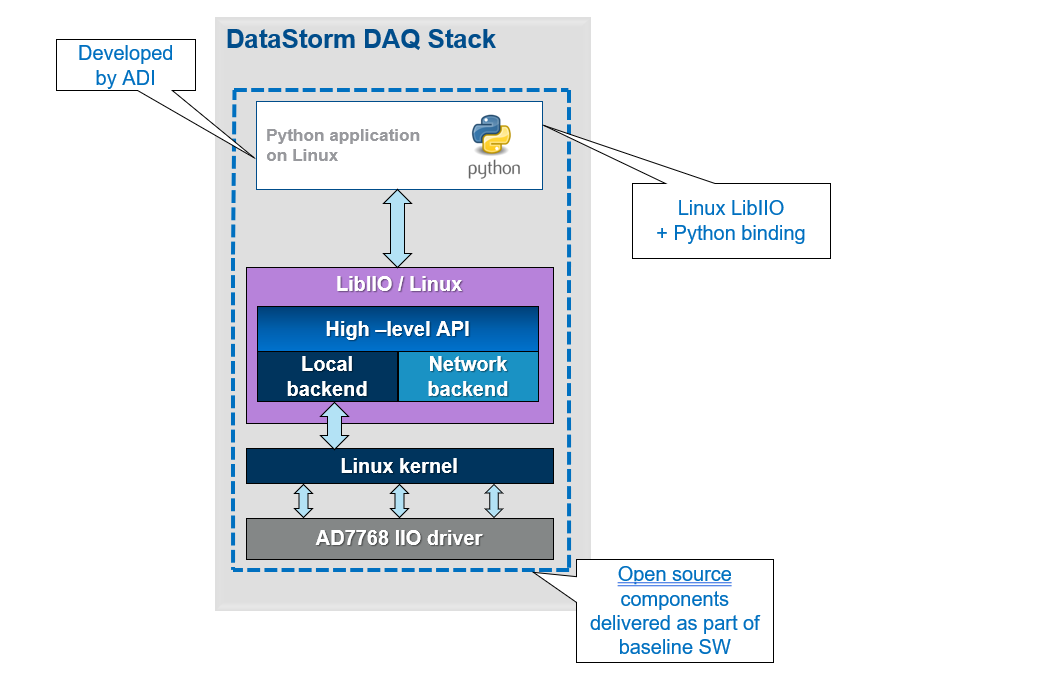 DataStorm DAQ Stack
Developed
by ADI
Python application
on Linux
python
Linux LibIIO
+ Python binding
LibIIO / Linux
High –level API
Local
backend
Network
backend
Linux kernel
AD7768 IIO driver
Open source
components
delivered as part of
baseline SW